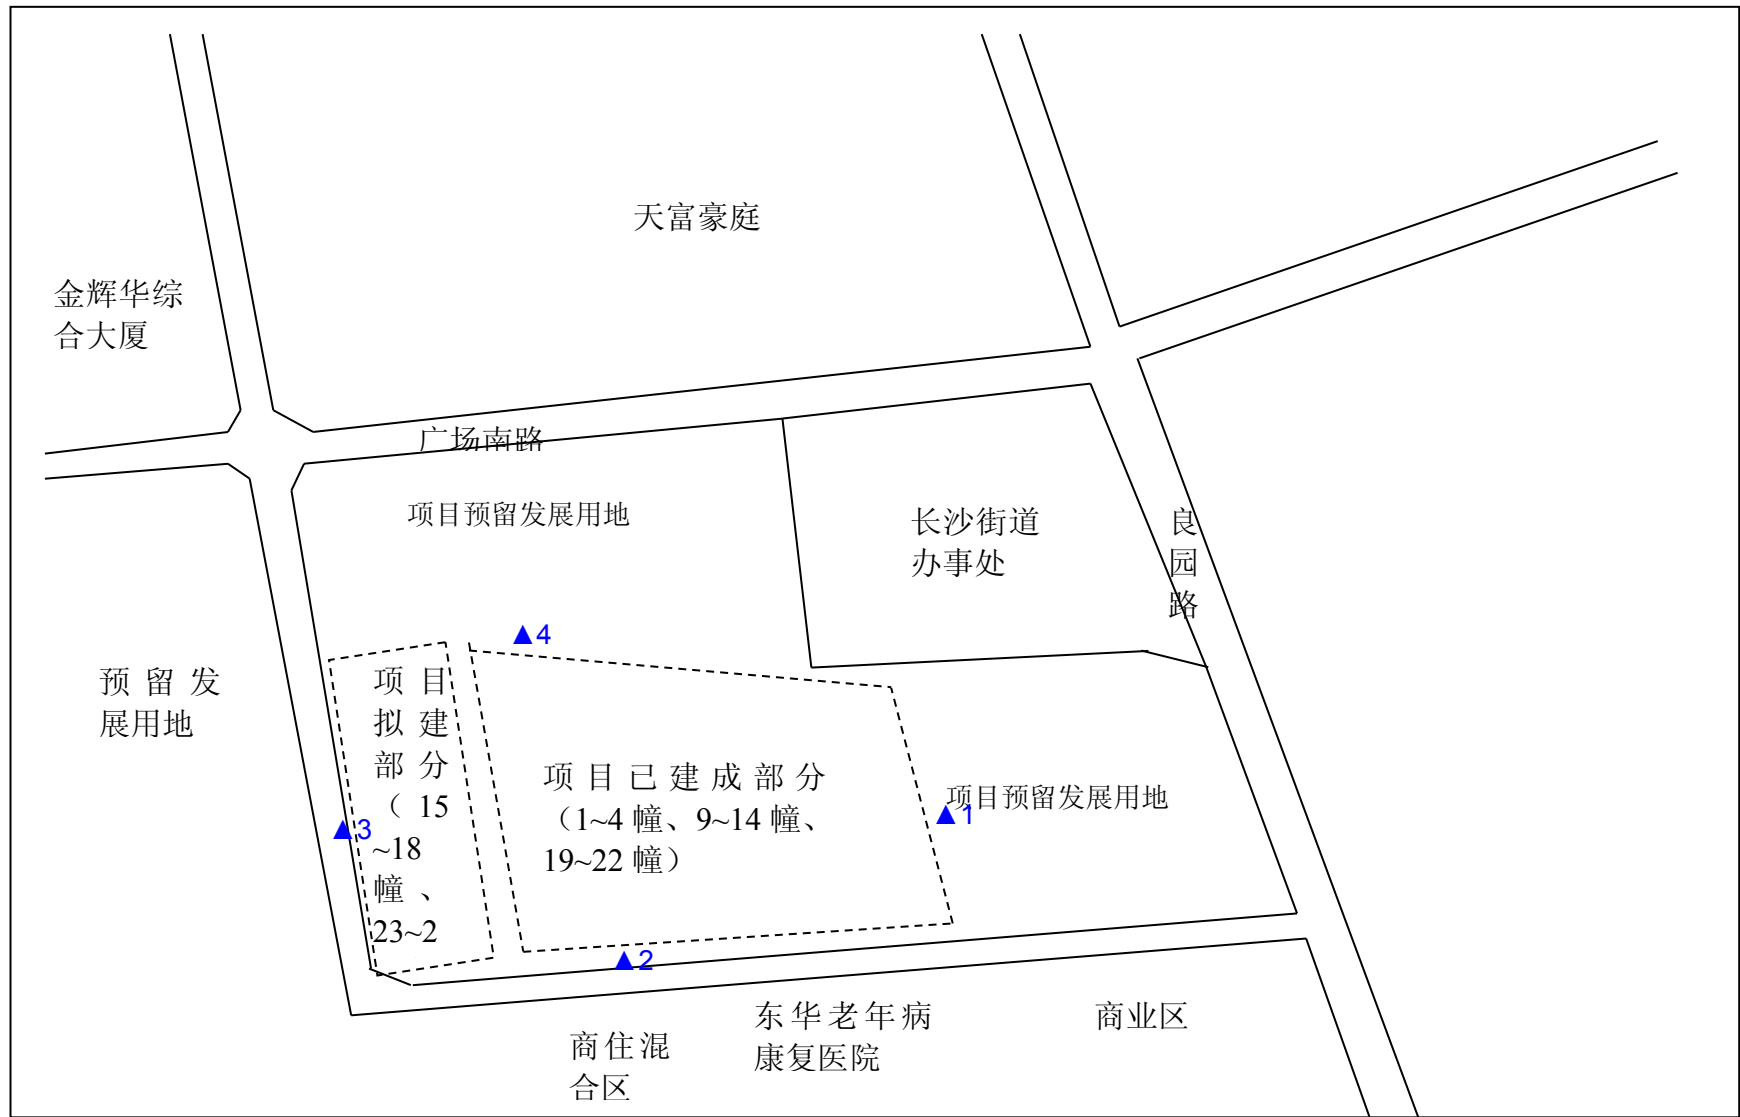 天富豪庭
金辉华综
合大厦
广场南路
项目预留发展用地
长沙街道
办事处
良
园
路
▲4
预留发
展用地
项目
拟建
部分
（15
~18
幢、
23~2
项目已建成部分
（1~4幢、9~14幢、
19~22幢）
项目预留发展用地
▲1
▲3
▲2
东华老年病
康复医院
商业区
商住混
合区